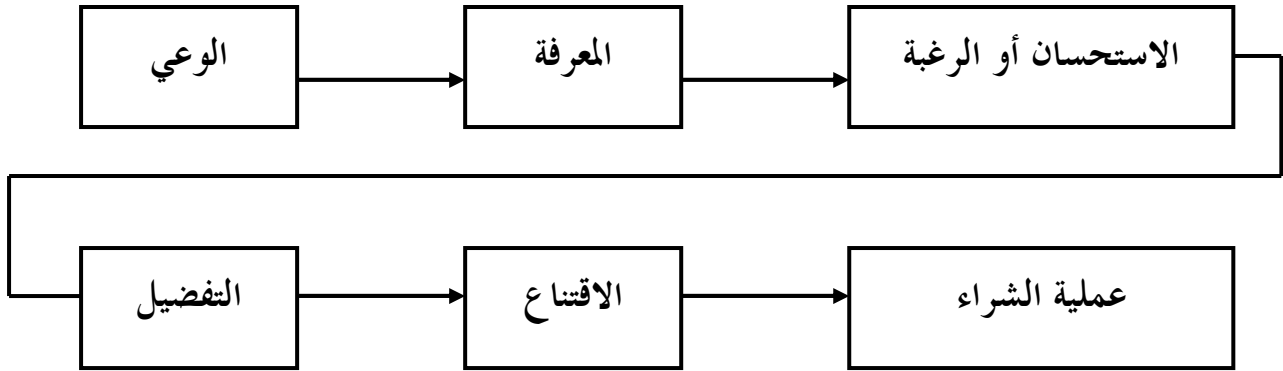 الوعي
المعرفة
الاستحسان أو الرغبة
التفضيل
الاقتناع
عملية الشراء